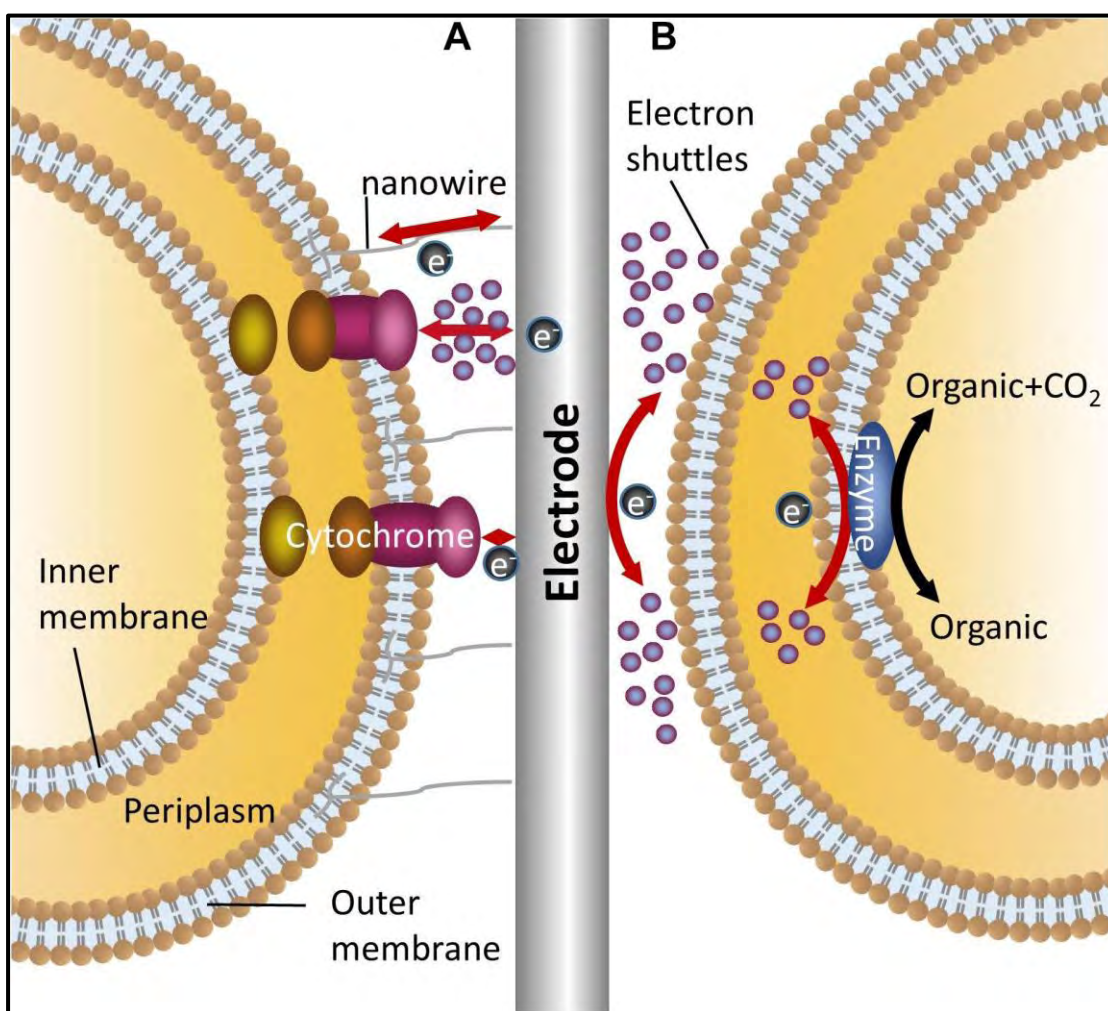 A
B
Electron
shuttles
nanowire
e⁻
e⁻
Organic+CO₂
Electrode
Enzyme
e⁻
e⁻
Cytochrome
e⁻
Inner
membrane
Organic
Periplasm
Outer
membrane